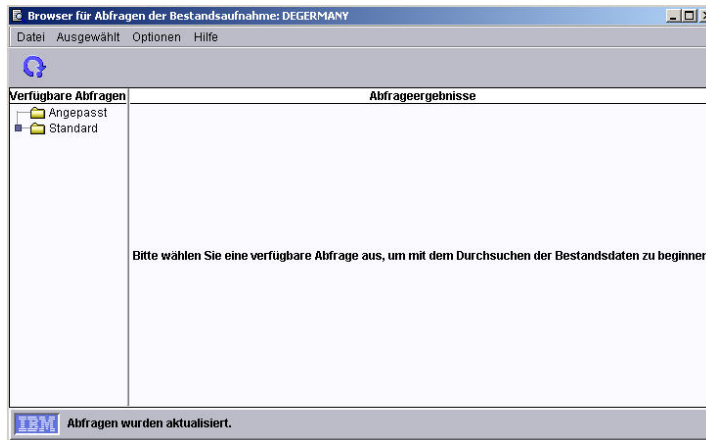 Browser für Abfragen der Bestandsaufnahme: DEGERMANY
Datei Ausgewählt Optionen Hilfe
Verfügbare Abfragen Abfrageergebnisse
Angepasst
Standard
Bitte wählen Sie eine verfügbare Abfrage aus, um mit dem Durchsuchen der Bestandsdaten zu beginnen
IBM Abfragen wurden aktualisiert.